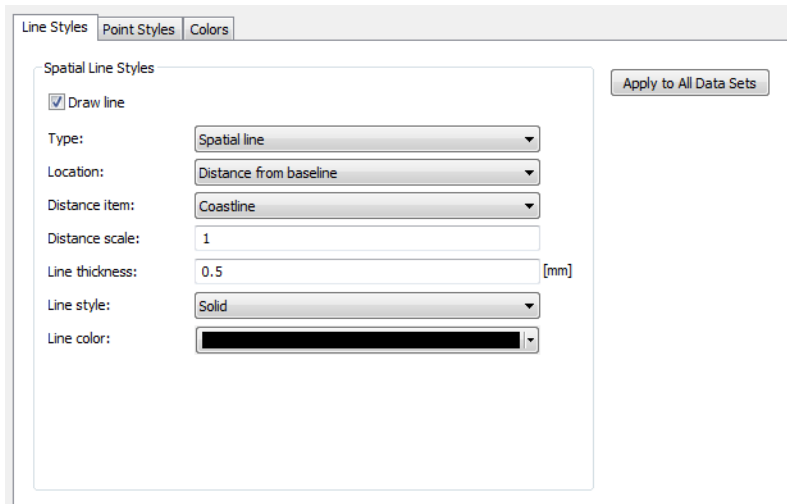 Line Styles Point Styles Colors
Spatial Line Styles
Apply to All Data Sets
Draw line
Type: Spatial line
Location: Distance from baseline
Distance item: Coastline
Distance scale: 1
Line thickness: 0.5 [mm]
Line style: Solid
Line color: